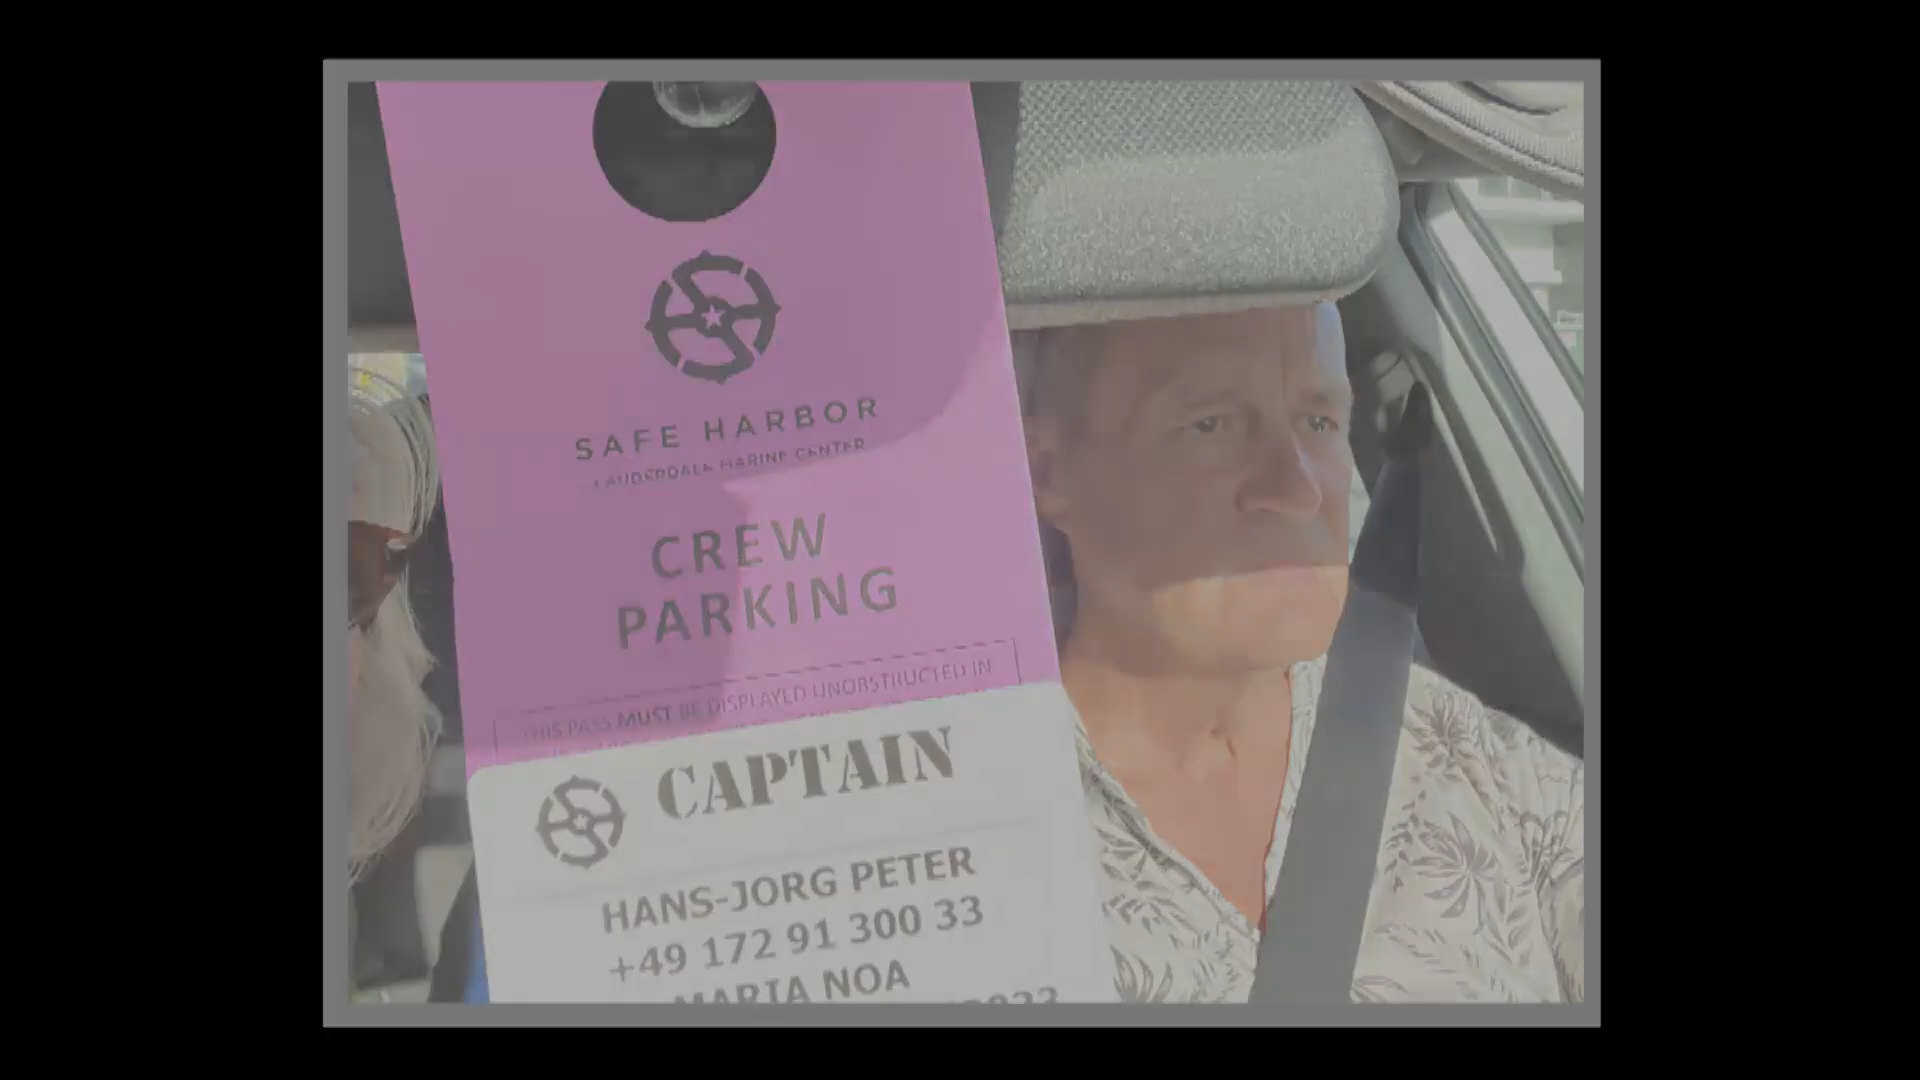 SAFE HARBOR
LAUDERDALE MARINE CENTER
CREW
PARKING
THIS PASS MUST BE DISPLAYED UNOBSTRUCTED IN
CAPTAIN
HANS-JORG PETER
+49 172 91 300 33
MARIA NOA